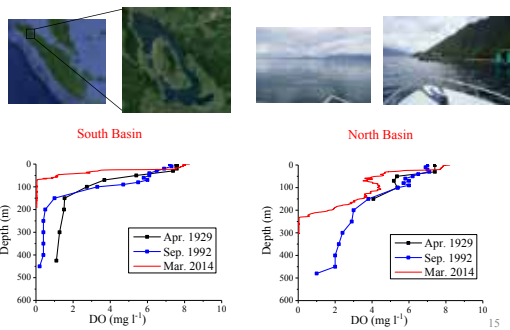 South Basin
North Basin
0
100
200
300
400
500
600
Depth (m)
Apr. 1929
Sep. 1992
Mar. 2014
0 2 4 6 8 10
DO (mg l⁻¹)
0
100
200
300
400
500
600
Depth (m)
Apr. 1929
Sep. 1992
Mar. 2014
0 2 4 6 8 10
DO (mg l⁻¹)
15